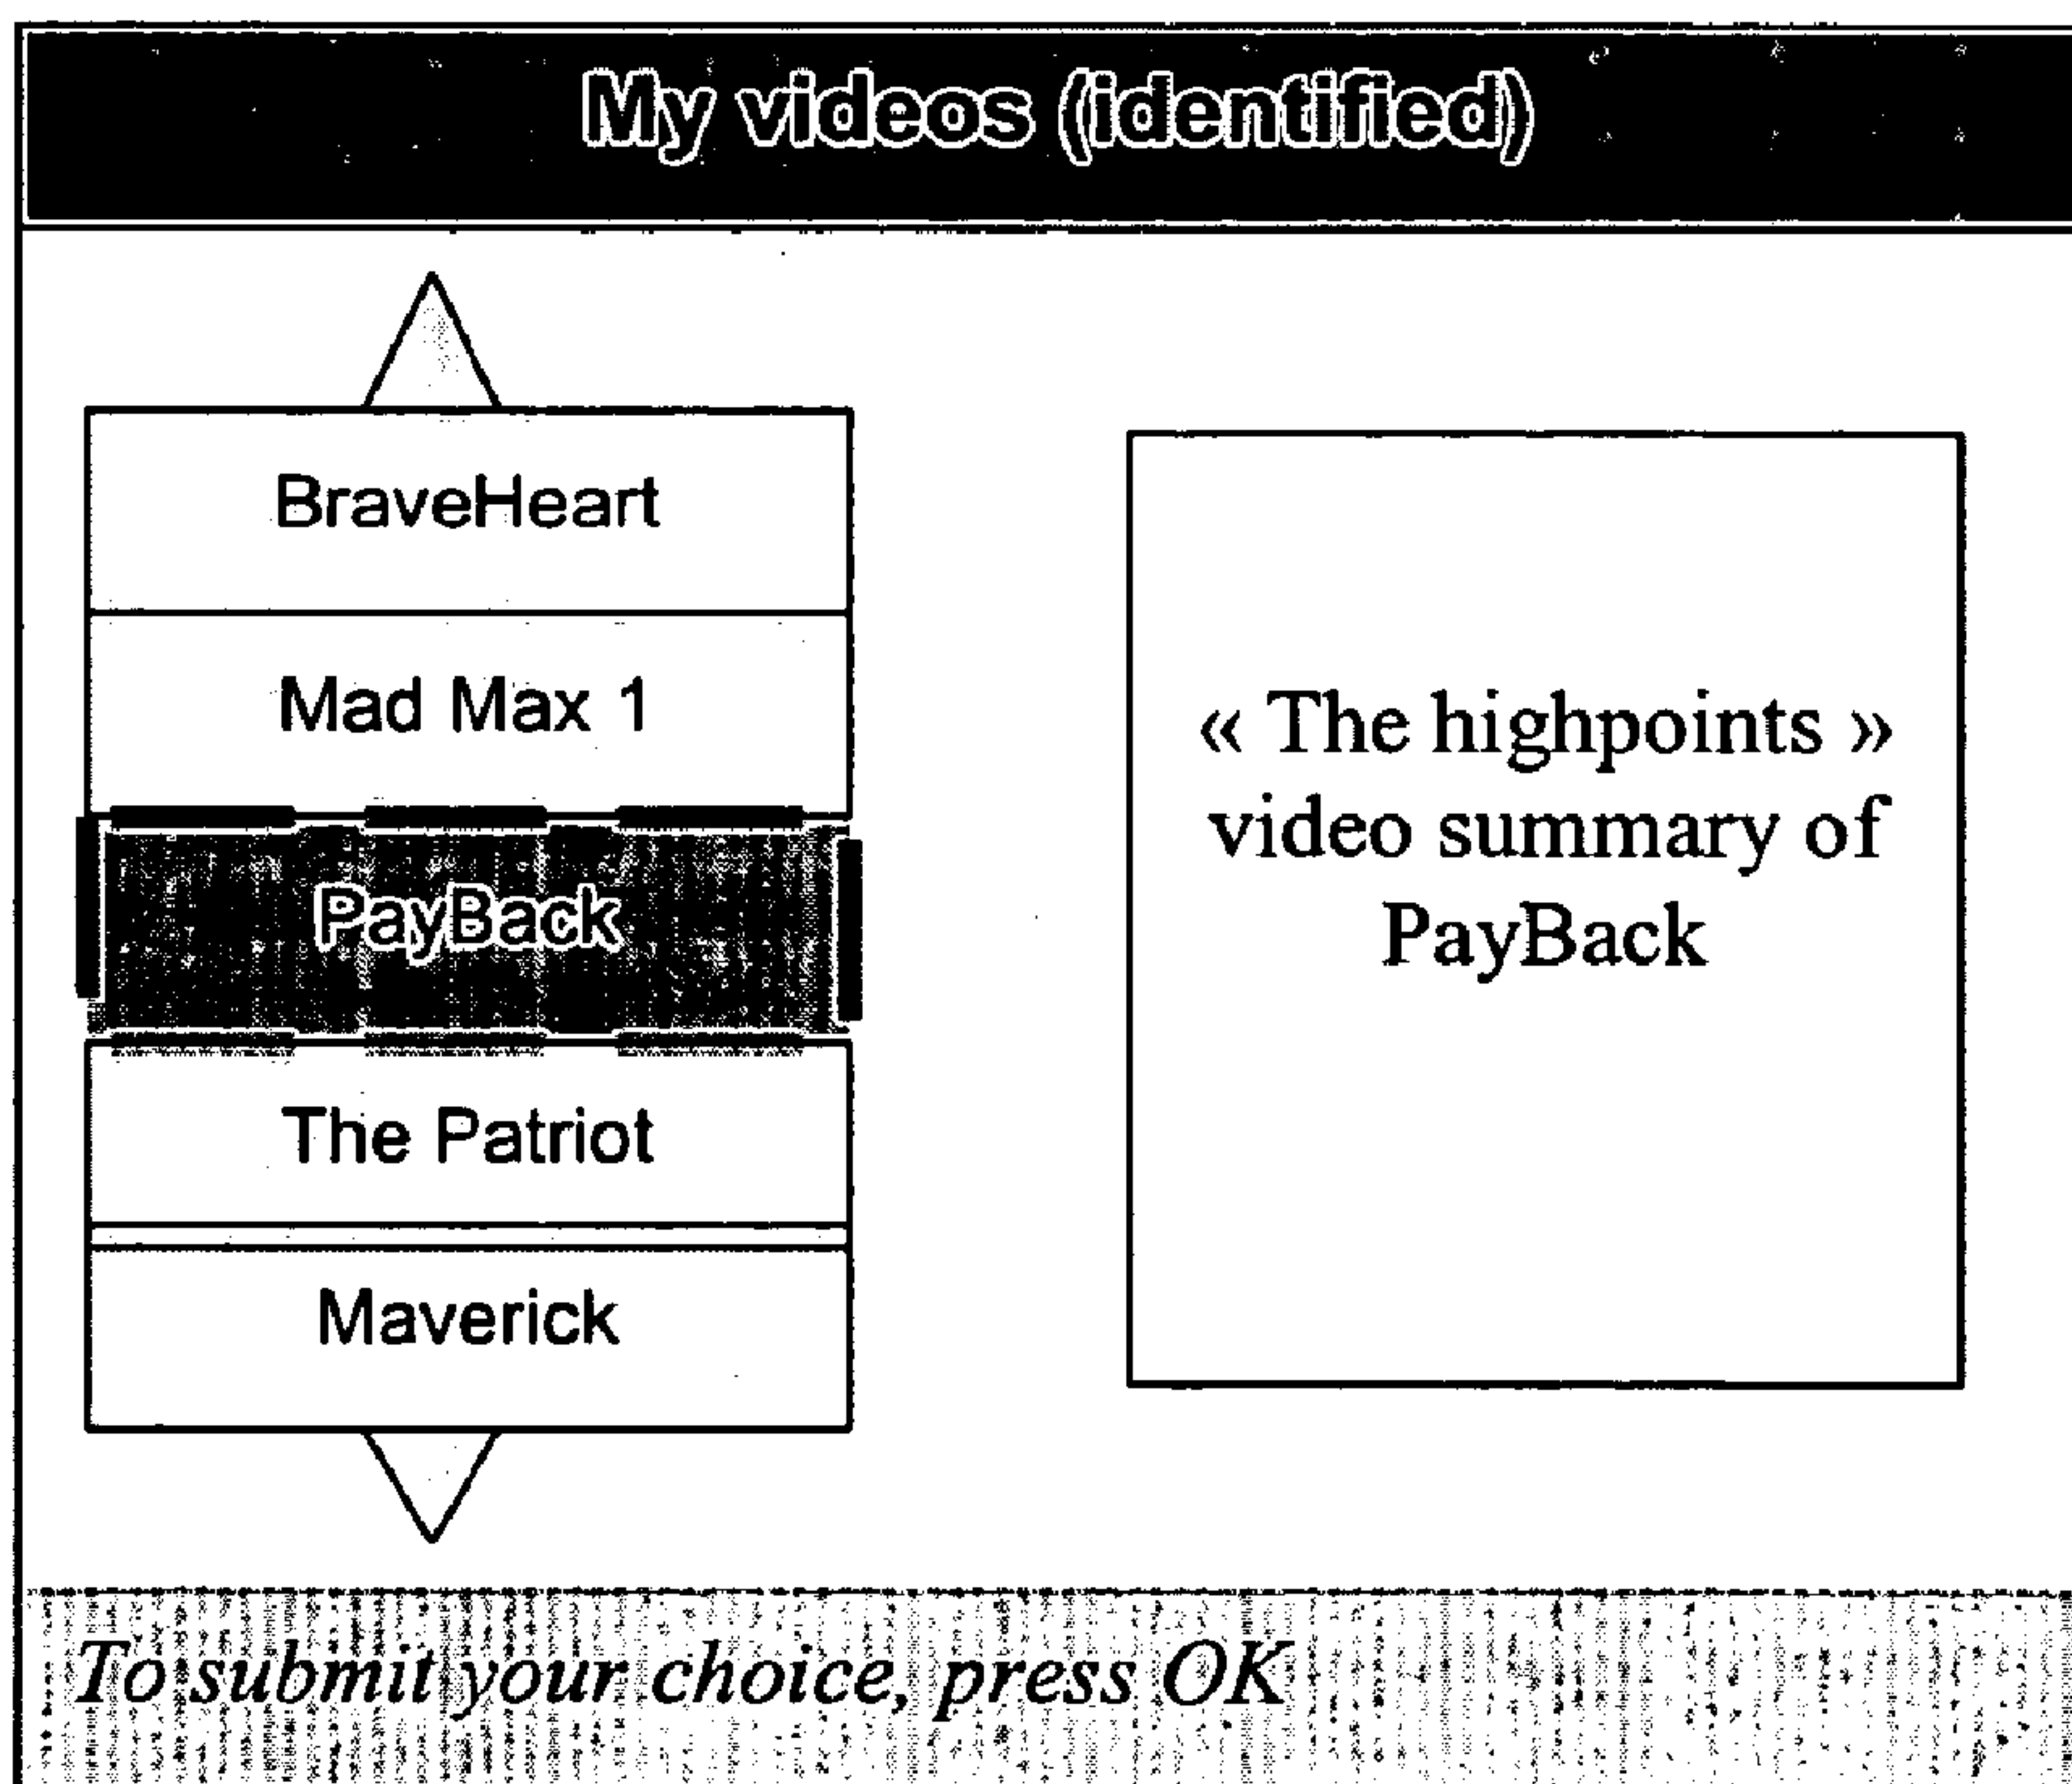 My videos (identified)
BraveHeart
Mad Max 1
PayBack
The Patriot
Maverick
« The highpoints »
video summary of
PayBack
To submit your choice, press OK